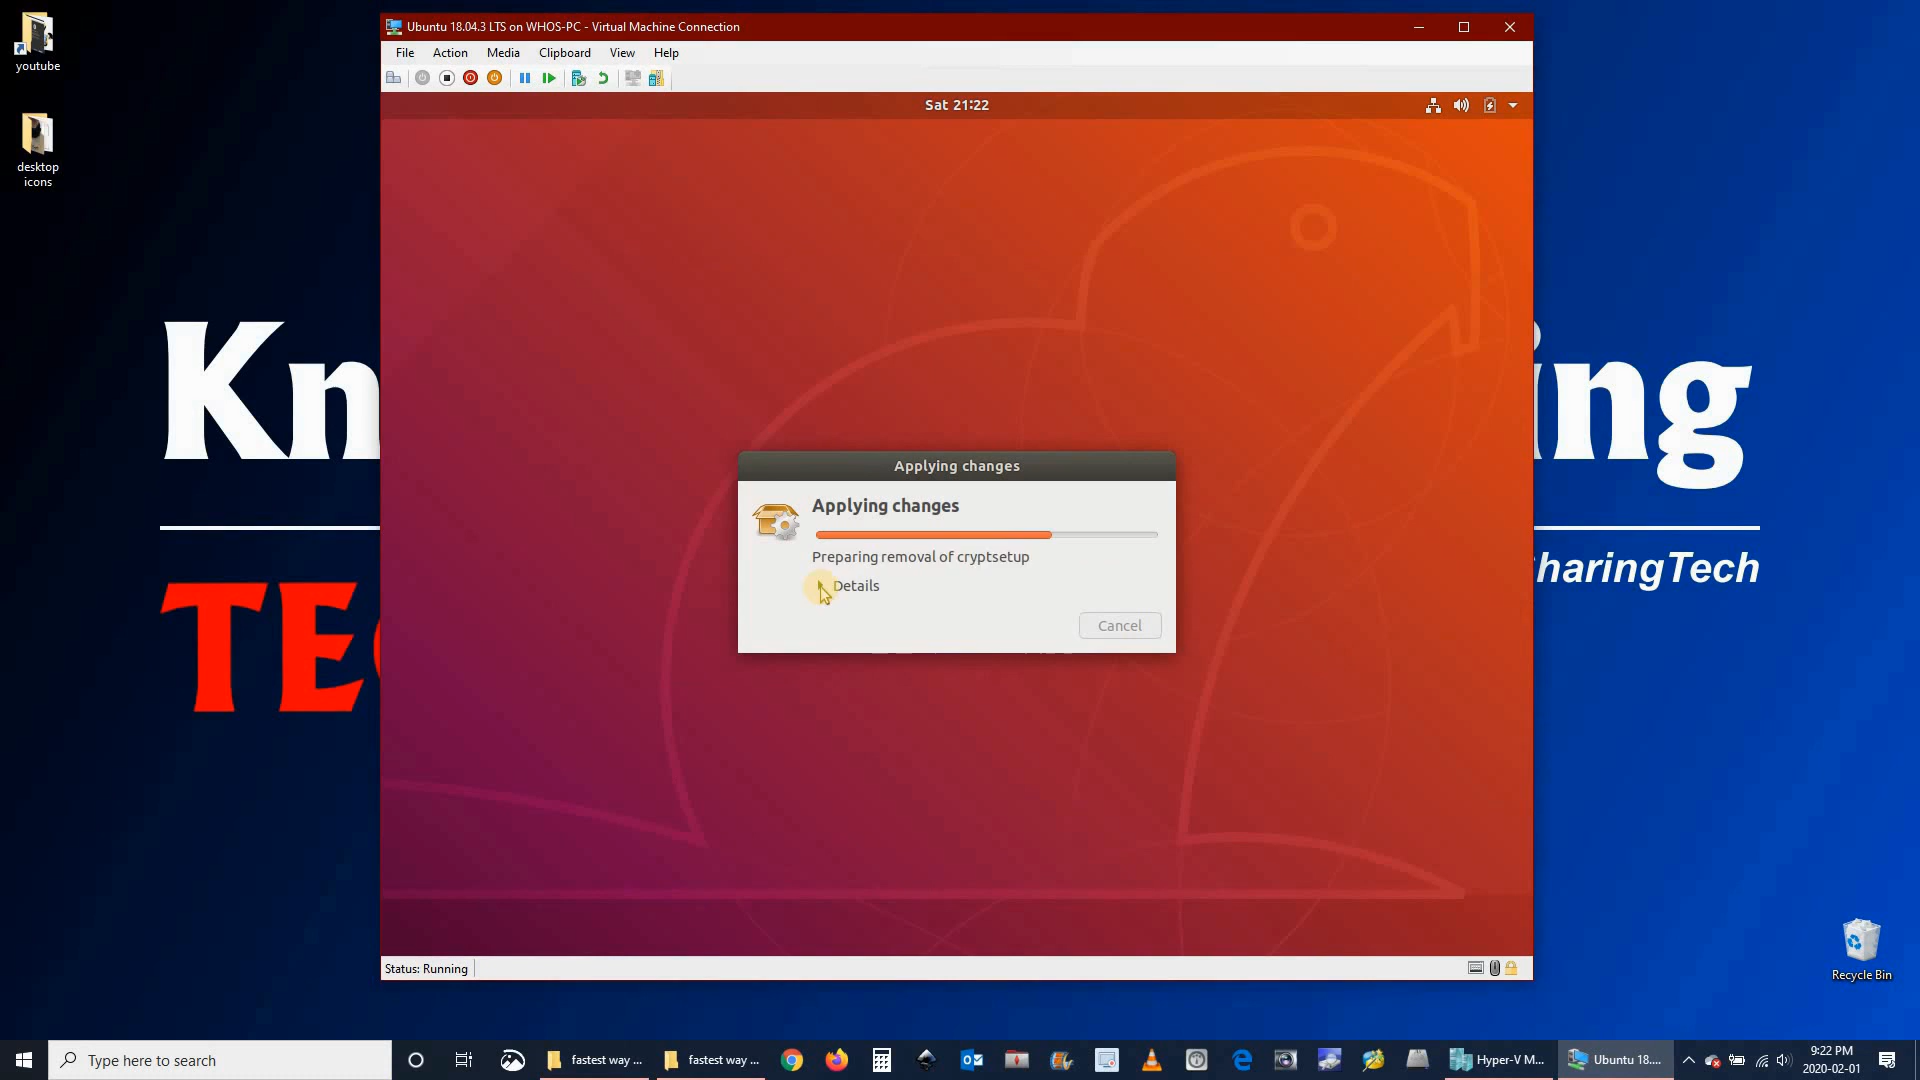 youtube
desktop
icons
Ubuntu 18.04.3 LTS on WHOS-PC - Virtual Machine Connection
File Action Media Clipboard View Help
Sat 21:22
Kn
ing
haringTech
TE
Applying changes
Applying changes
Preparing removal of cryptsetup
Details
Cancel
Status: Running
Recycle Bin
Type here to search
fastest way ...
fastest way ...
Hyper-V M...
Ubuntu 18....
9:22 PM
2020-02-01